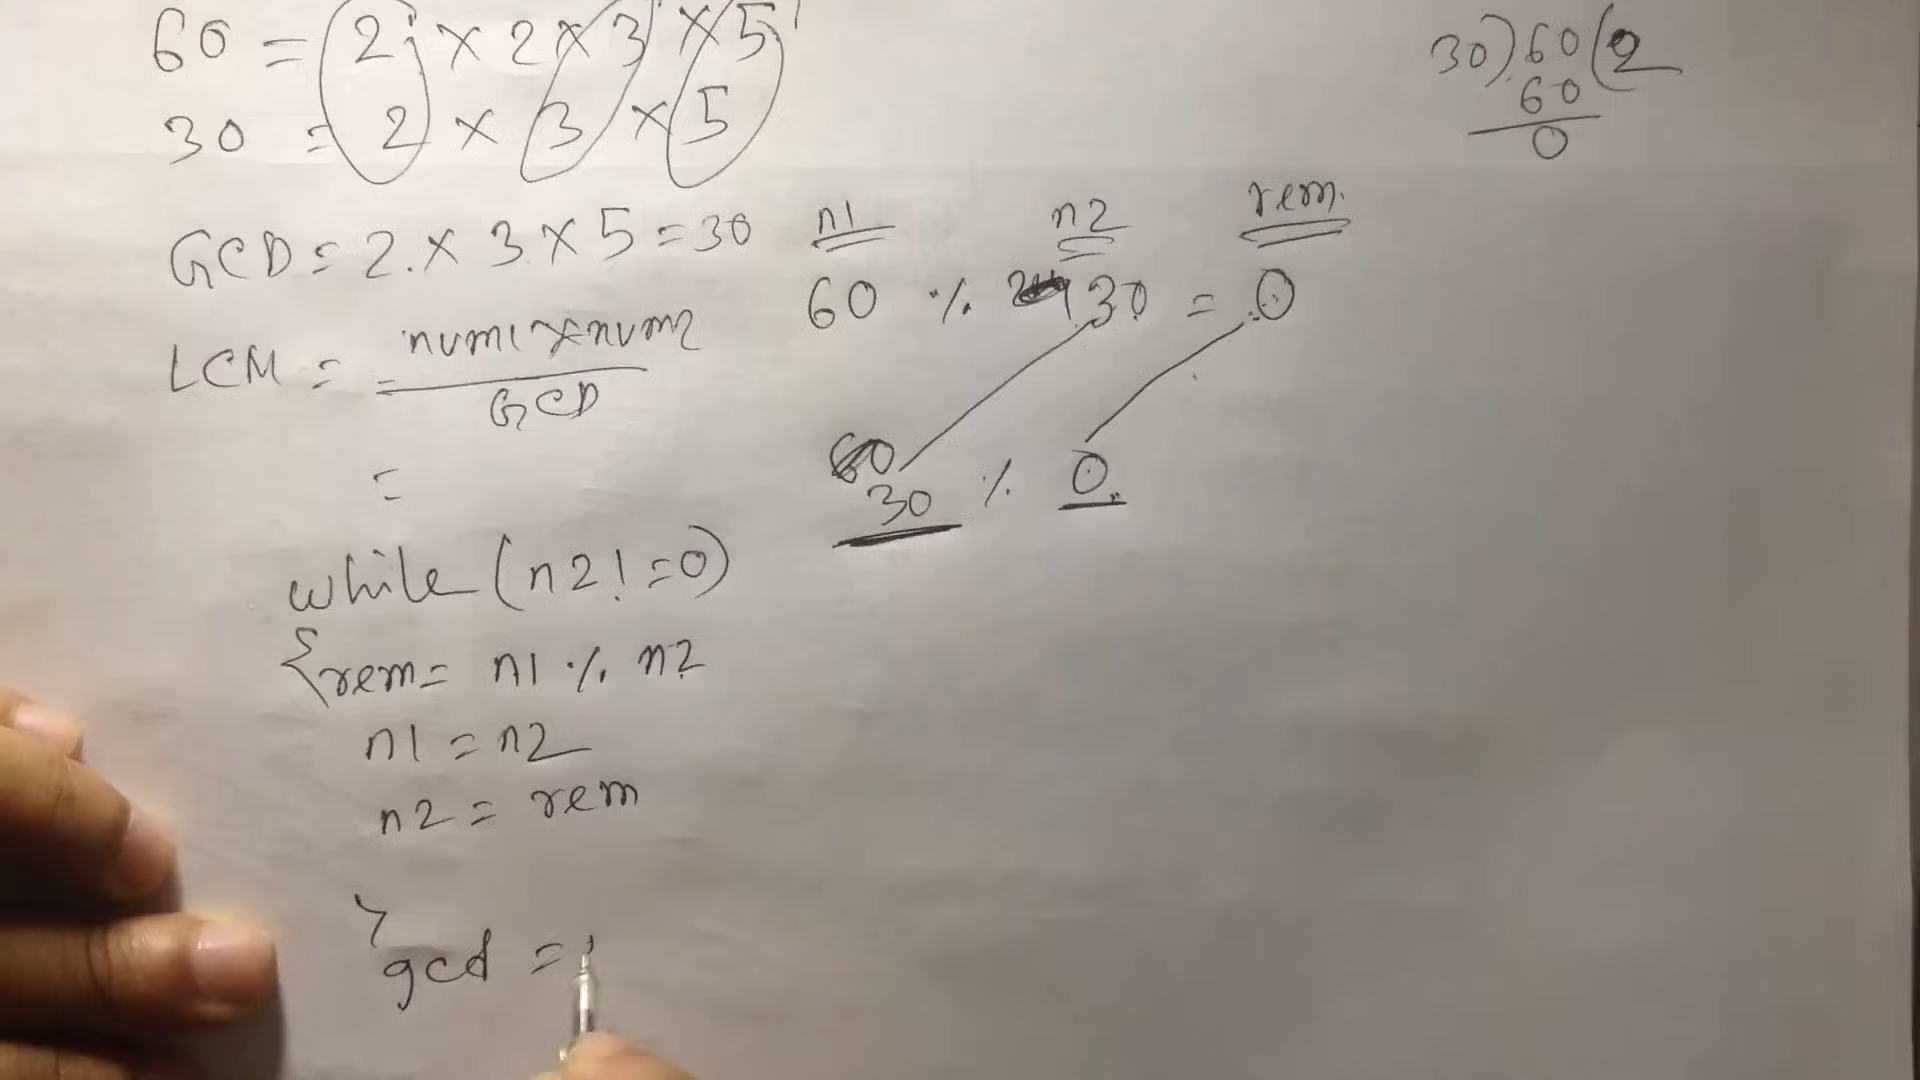 60 = 2 × 2 × 3 × 5
30 = 2 × 3 × 5
GCD = 2 × 3 × 5 = 30
LCM = num1 × num2
GCD
=
while (n2 != 0)
{ rem = n1 % n2
n1 = n2
n2 = rem
}
gcd =
n1 n2 rem.
60 % 30 = 0
30 % 0
30) 60 (2
60
0